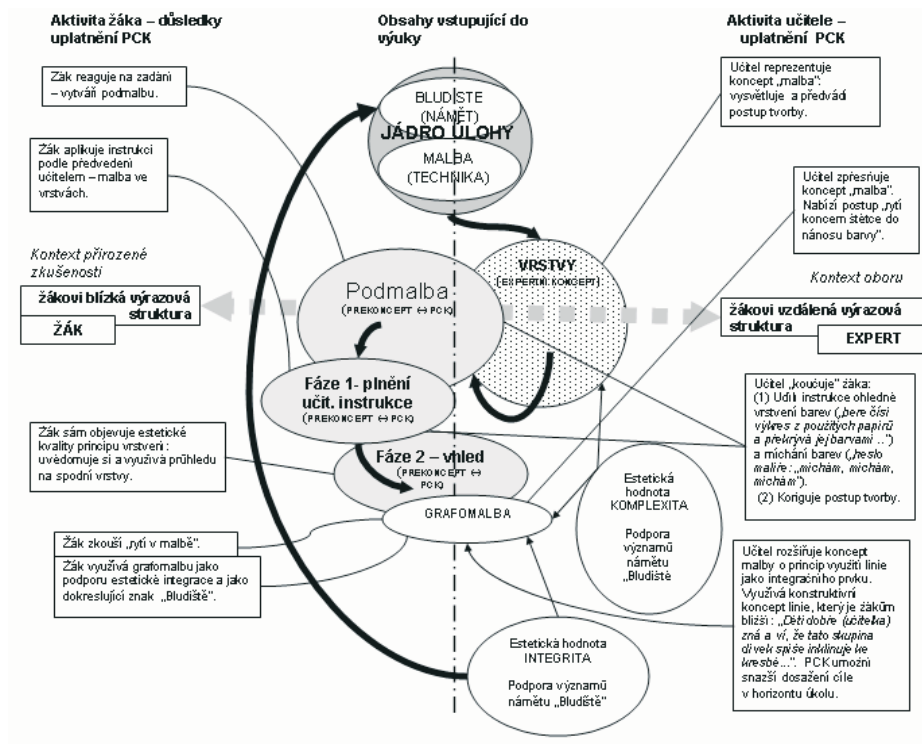 Aktivita žáka – důsledky
uplatnění PCK
Obsahy vstupující do
výuky
Aktivita učitele –
uplatnění PCK
Žák reaguje na zadání
– vytváří podmalbu.
Žák aplikuje instrukci
podle předvedení
učitelem – malba ve
vrstvách.
Kontext přirozené
zkušenosti
žákovi blízká výrazová
struktura
ŽÁK
Žák sám objevuje estetické
kvality principu vrstvení :
uvědomuje si a využívá průhledu
na spodní vrstvy.
Žák zkouší „rytí v malbě".
Žák využívá grafomalbu jako
podporu estetické integrace a jako
dokreslující znak „Bludiště".
BLUDIŠTE
(NÁMĚT)
JÁDRO ÚLOHY
MALBA
(TECHNIKA)
VRSTVY
(EXPERTNÍ KONCEPT)
Podmalba
(PREKONCEPT ↔ PCK)
Fáze 1- plnění
učit. instrukce
(PREKONCEPT ↔ PCK)
Fáze 2 – vhled
(PREKONCEPT ↔
PCK)
GRAFOMALBA
Estetická
hodnota
KOMPLEXITA
Podpora
významů
námětu
„Bludiště
Estetická hodnota
INTEGRITA
Podpora významů
námětu „Bludiště"
Učitel reprezentuje
koncept „malba":
vysvětluje a předvádí
postup tvorby.
Učitel zpřesňuje
koncept „malba".
Nabízí postup „rytí
koncem štětce do
nánosu barvy".
Kontext oboru
žákovi vzdálená výrazová
struktura
EXPERT
Učitel „koučuje" žáka:
(1) Udílí instrukce ohledně
vrstvení barev („bere čísi
výkres z použitých papírů
a překrývá jej barvami ..")
a míchání barev („heslo
malíře: „míchám, míchám,
míchám").
(2) Koriguje postup tvorby.
Učitel rozšiřuje koncept
malby o princip využití linie
jako integračního prvku.
Využívá konstruktivní
koncept linie, který je žákům
bližší : „Děti dobře (učitelka)
zná a ví, že tato skupina
dívek spíše inklinuje ke
kresbě...". PCK umožní
snazší dosažení cíle
v horizontu úkolu.